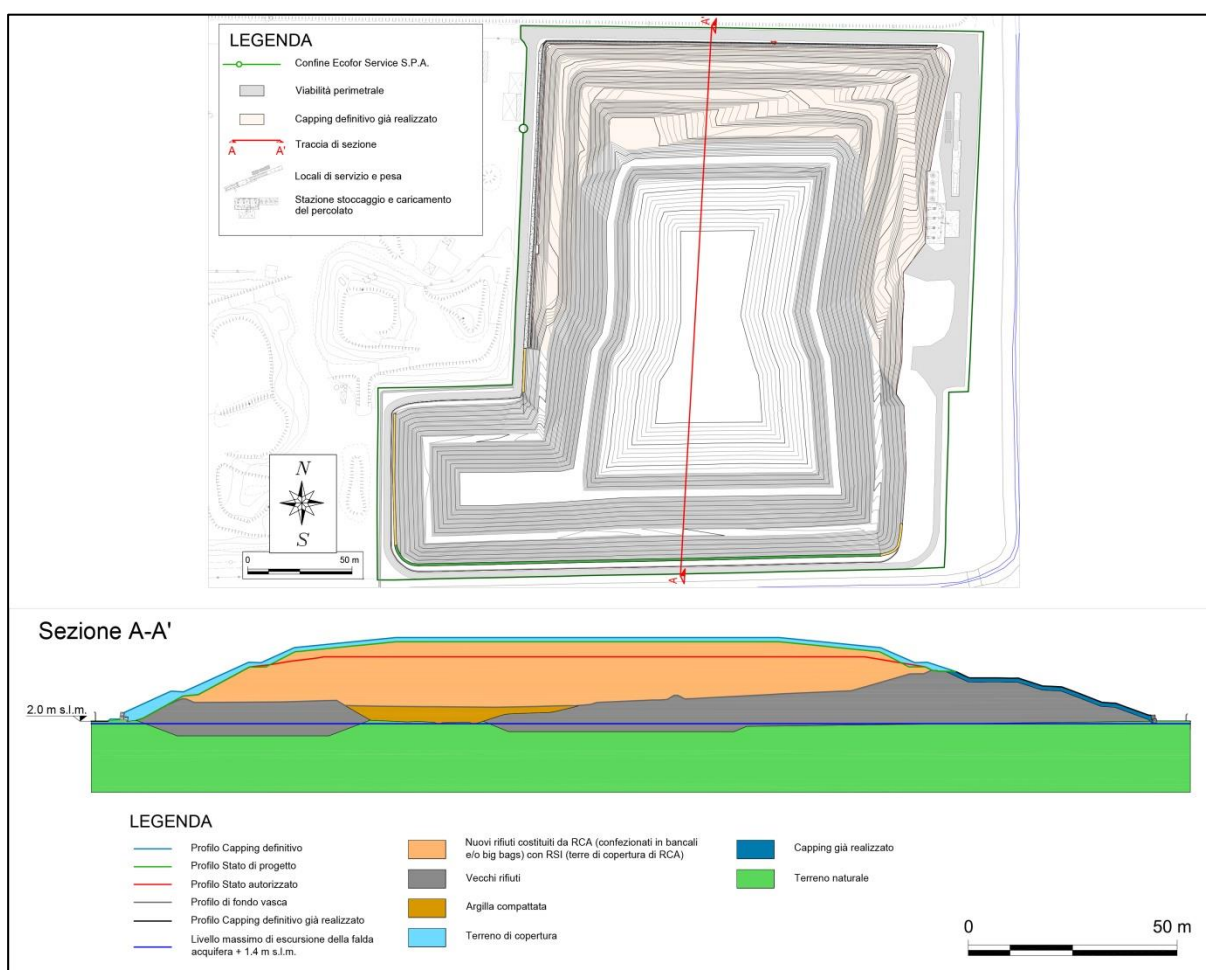 LEGENDA
Confine Ecofor Service S.P.A.
Viabilità perimetrale
Capping definitivo già realizzato
A A'
Traccia di sezione
Locali di servizio e pesa
Stazione stoccaggio e caricamento
del percolato
A'
N
S
0 50 m
A
Sezione A-A'
2.0 m s.l.m.
LEGENDA
Profilo Capping definitivo
Profilo Stato di progetto
Profilo Stato autorizzato
Profilo di fondo vasca
Profilo Capping definitivo già realizzato
Livello massimo di escursione della falda
acquifera + 1.4 m s.l.m.
Nuovi rifiuti costituiti da RCA (confezionati in bancali
e/o big bags) con RSI (terre di copertura di RCA)
Vecchi rifiuti
Argilla compattata
Terreno di copertura
Capping già realizzato
Terreno naturale
0 50 m